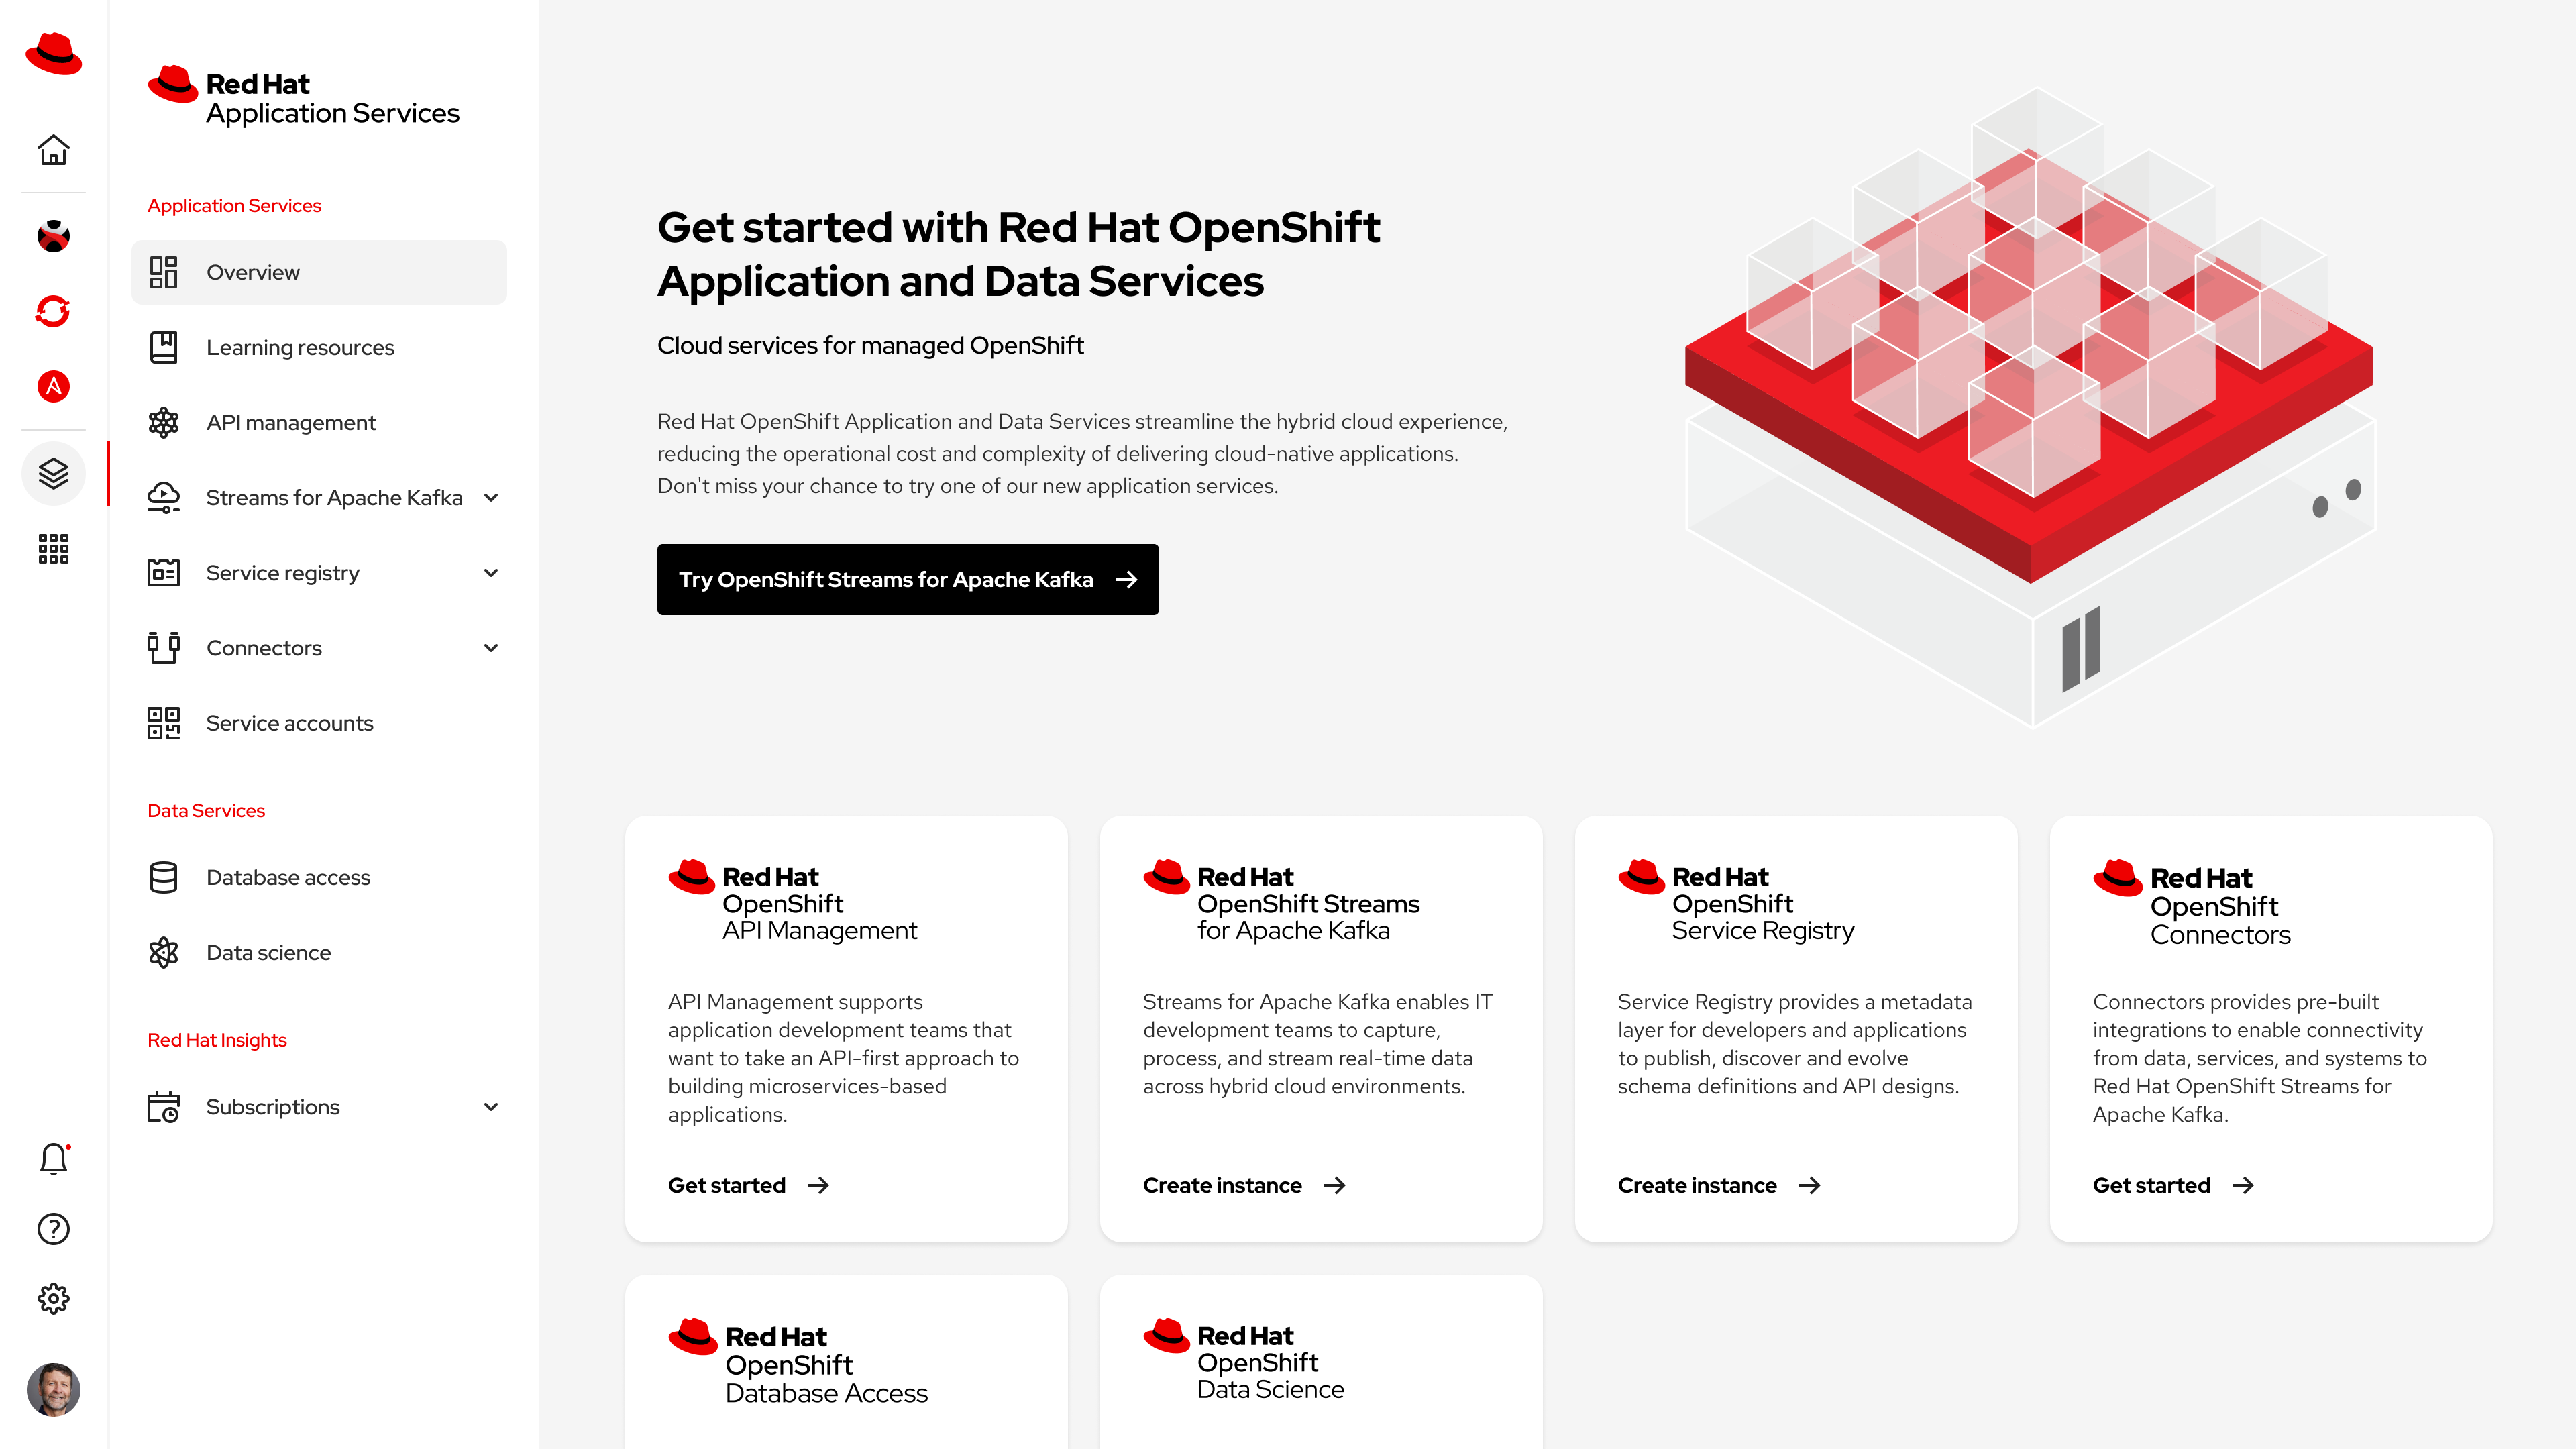 Red Hat
Application Services
Application Services
Overview
Learning resources
API management
Streams for Apache Kafka
Service registry
Connectors
Service accounts
Data Services
Database access
Data science
Red Hat Insights
Subscriptions
Get started with Red Hat OpenShift
Application and Data Services
Cloud services for managed OpenShift
Red Hat OpenShift Application and Data Services streamline the hybrid cloud experience,
reducing the operational cost and complexity of delivering cloud-native applications.
Don't miss your chance to try one of our new application services.
Try OpenShift Streams for Apache Kafka
Red Hat
OpenShift
API Management
API Management supports
application development teams that
want to take an API-first approach to
building microservices-based
applications.
Get started
Red Hat
OpenShift Streams
for Apache Kafka
Streams for Apache Kafka enables IT
development teams to capture,
process, and stream real-time data
across hybrid cloud environments.
Create instance
Red Hat
OpenShift
Service Registry
Service Registry provides a metadata
layer for developers and applications
to publish, discover and evolve
schema definitions and API designs.
Create instance
Red Hat
OpenShift
Connectors
Connectors provides pre-built
integrations to enable connectivity
from data, services, and systems to
Red Hat OpenShift Streams for
Apache Kafka.
Get started
Red Hat
OpenShift
Database Access
Red Hat
OpenShift
Data Science